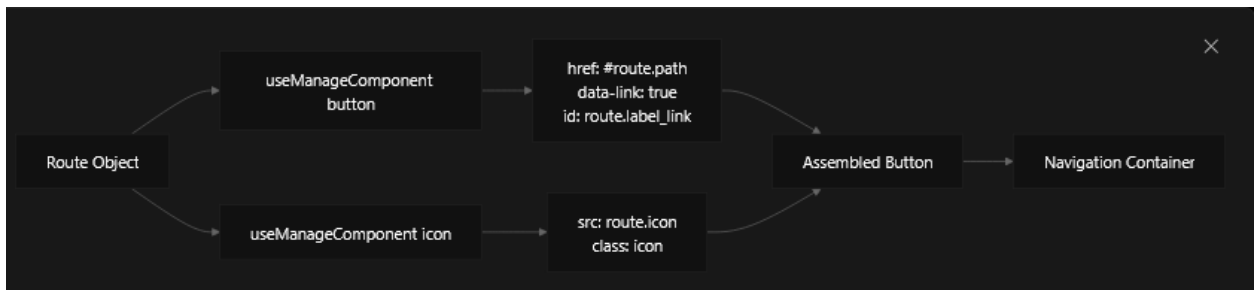 Route Object
useManageComponent
button
href: #route.path
data-link: true
id: route.label_link
useManageComponent icon
src: route.icon
class: icon
Assembled Button
Navigation Container